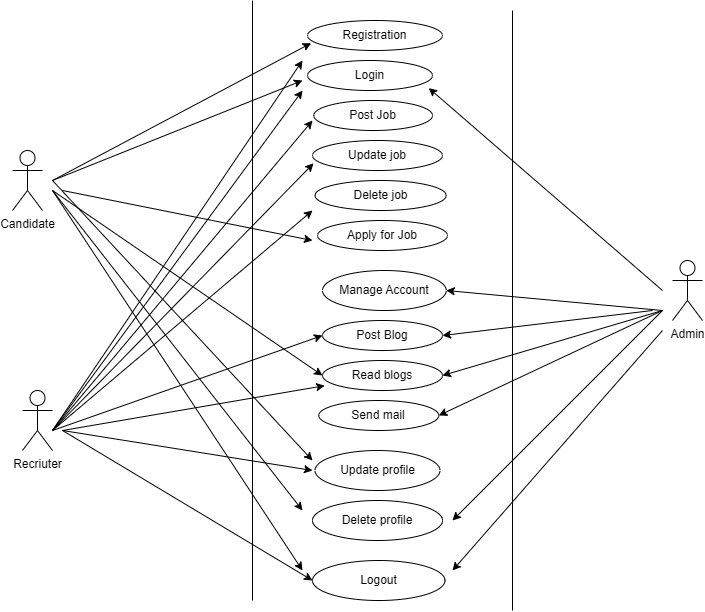 Registration
Login
Post Job
Update job
Delete job
Apply for Job
Manage Account
Post Blog
Read blogs
Send mail
Update profile
Delete profile
Logout
Candidate
Recriuter
Admin